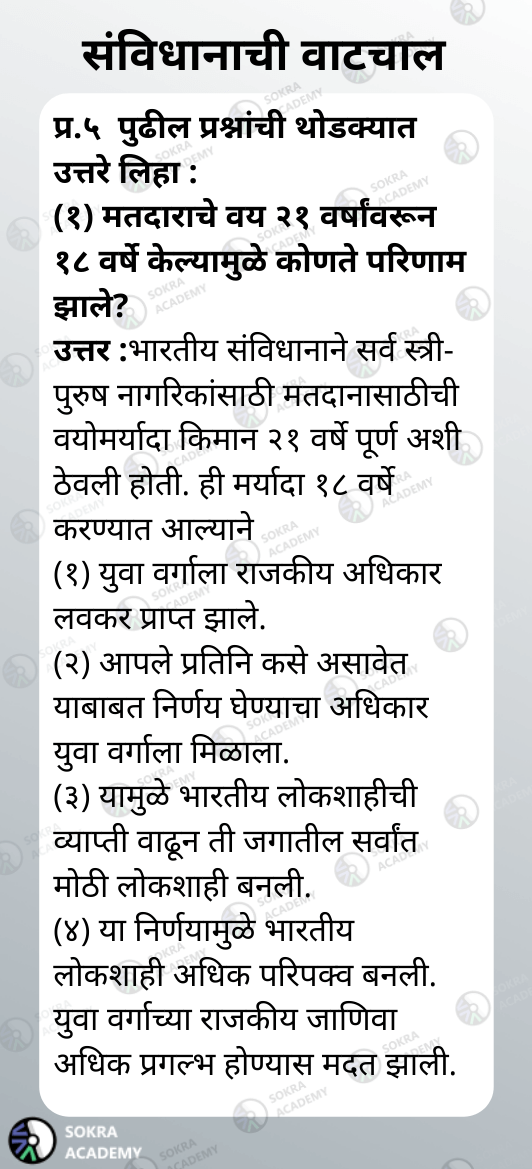 संविधानाची वाटचाल
प्र.५ पुढील प्रश्नांची थोडक्यात
उत्तरे लिहा :
(१) मतदाराचे वय २१ वर्षांवरून
१८ वर्षे केल्यामुळे कोणते परिणाम
झाले?
उत्तर :भारतीय संविधानाने सर्व स्त्री-
पुरुष नागरिकांसाठी मतदानासाठीची
वयोमर्यादा किमान २१ वर्षे पूर्ण अशी
ठेवली होती. ही मर्यादा १८ वर्षे
करण्यात आल्याने
(१) युवा वर्गाला राजकीय अधिकार
लवकर प्राप्त झाले.
(२) आपले प्रतिनि कसे असावेत
याबाबत निर्णय घेण्याचा अधिकार
युवा वर्गाला मिळाला.
(३) यामुळे भारतीय लोकशाहीची
व्याप्ती वाढून ती जगातील सर्वांत
मोठी लोकशाही बनली.
(४) या निर्णयामुळे भारतीय
लोकशाही अधिक परिपक्व बनली.
युवा वर्गाच्या राजकीय जाणिवा
अधिक प्रगल्भ होण्यास मदत झाली.
SOKRA
ACADEMY